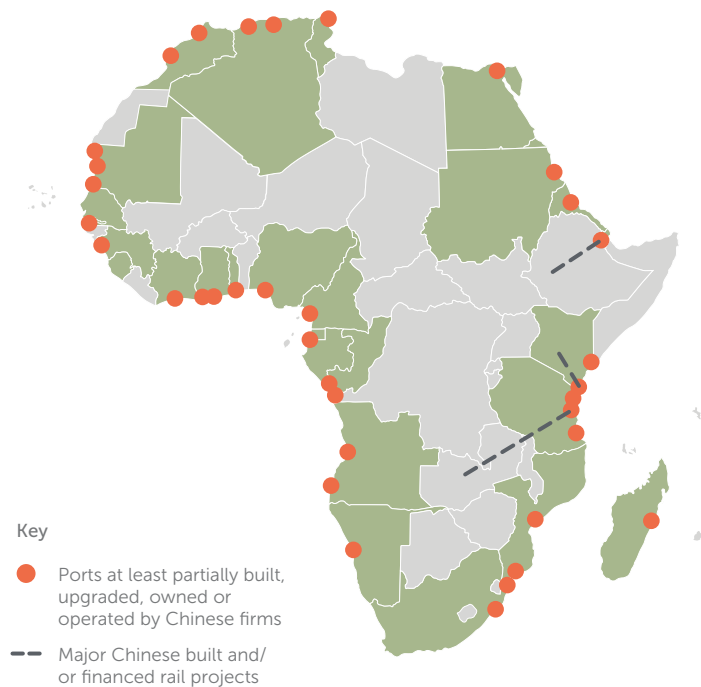 Key
Ports at least partially built,
upgraded, owned or
operated by Chinese firms
Major Chinese built and/
or financed rail projects